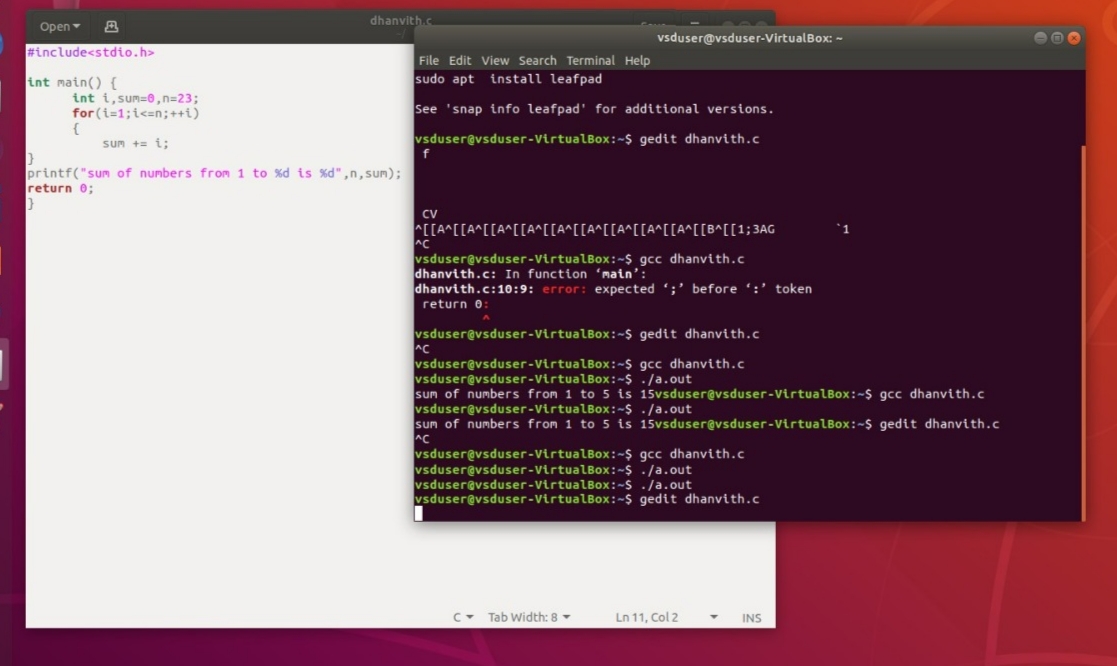 Open
dhanvith.c
~/
#include<stdio.h>
int main() {
int i,sum=0,n=23;
for(i=1;i<=n;++i)
{
sum += i;
}
printf("sum of numbers from 1 to %d is %d",n,sum);
return 0;
}
C Tab Width: 8 Ln 11, Col 2 INS
vsduser@vsduser-VirtualBox: ~
File Edit View Search Terminal Help
sudo apt  install leafpad
See 'snap info leafpad' for additional versions.
vsduser@vsduser-VirtualBox:~$ gedit dhanvith.c
f
CV
^[[A^[[A^[[A^[[A^[[A^[[A^[[A^[[A^[[A^[[B^[[1;3AG `1
^C
vsduser@vsduser-VirtualBox:~$ gcc dhanvith.c
dhanvith.c: In function ‘main’:
dhanvith.c:10:9: error: expected ‘;’ before ‘:’ token
return 0:
^
vsduser@vsduser-VirtualBox:~$ gedit dhanvith.c
^C
vsduser@vsduser-VirtualBox:~$ gcc dhanvith.c
vsduser@vsduser-VirtualBox:~$ ./a.out
sum of numbers from 1 to 5 is 15vsduser@vsduser-VirtualBox:~$ gcc dhanvith.c
vsduser@vsduser-VirtualBox:~$ ./a.out
sum of numbers from 1 to 5 is 15vsduser@vsduser-VirtualBox:~$ gedit dhanvith.c
^C
vsduser@vsduser-VirtualBox:~$ gcc dhanvith.c
vsduser@vsduser-VirtualBox:~$ ./a.out
vsduser@vsduser-VirtualBox:~$ ./a.out
vsduser@vsduser-VirtualBox:~$ gedit dhanvith.c